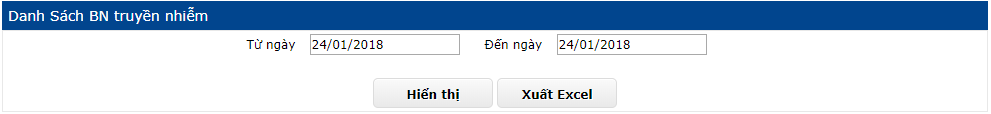 Danh Sách BN truyền nhiễm
Từ ngày 24/01/2018 Đến ngày 24/01/2018
Hiển thị Xuất Excel